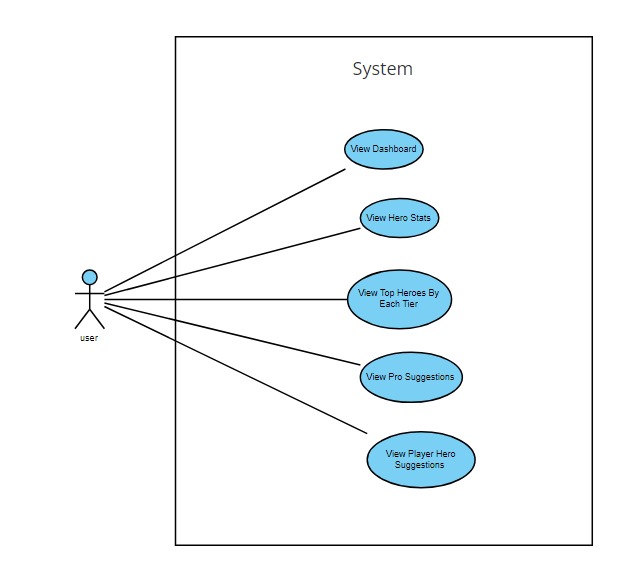 System
View Dashboard
View Hero Stats
View Top Heroes By
Each Tier
user
View Pro Suggestions
View Player Hero
Suggestions